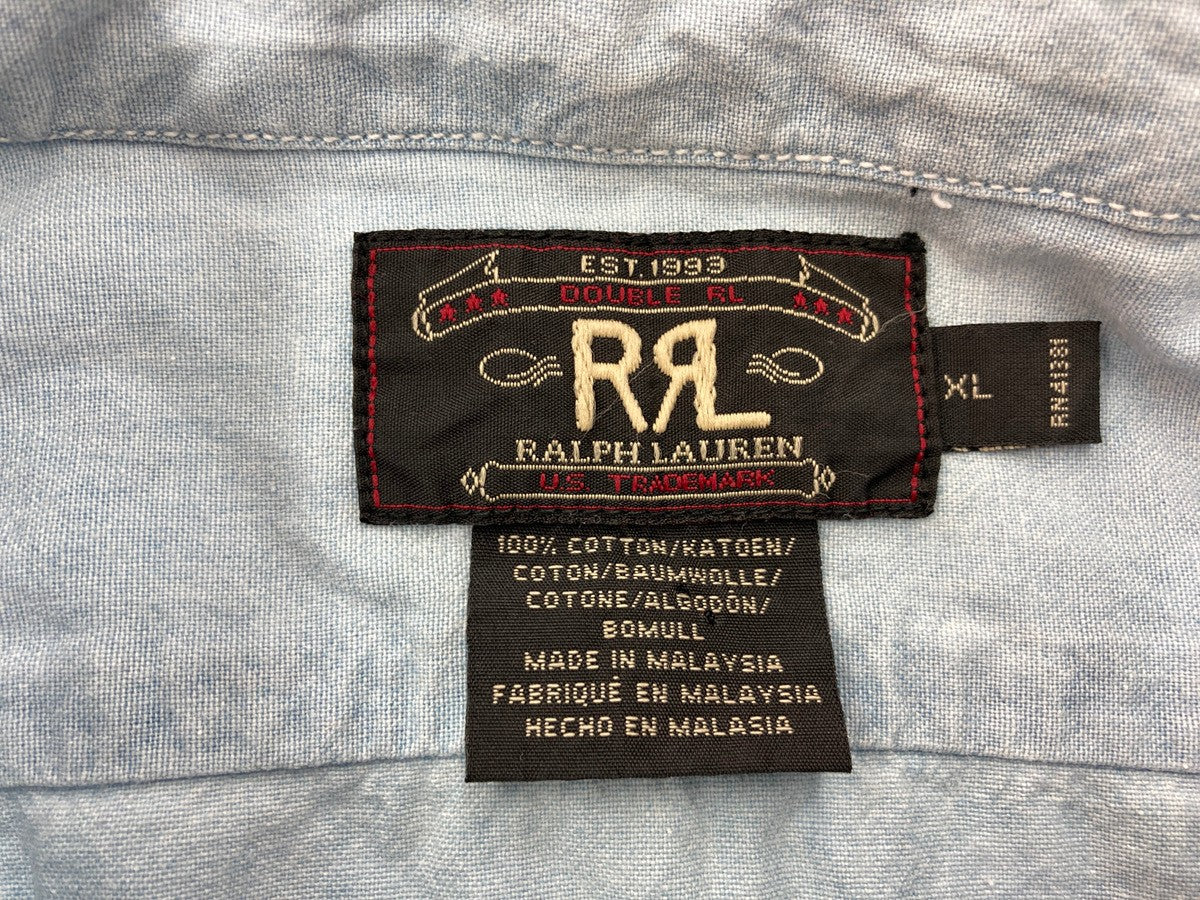 EST. 1993
DOUBLE RL
RRL
RALPH LAUREN
U.S. TRADEMARK
XL
RN41381
100% COTTON/KATOEN/
COTON/BAUMWOLLE/
COTONE/ALGODÓN/
BOMULL
MADE IN MALAYSIA
FABRIQUÉ EN MALAYSIA
HECHO EN MALASIA